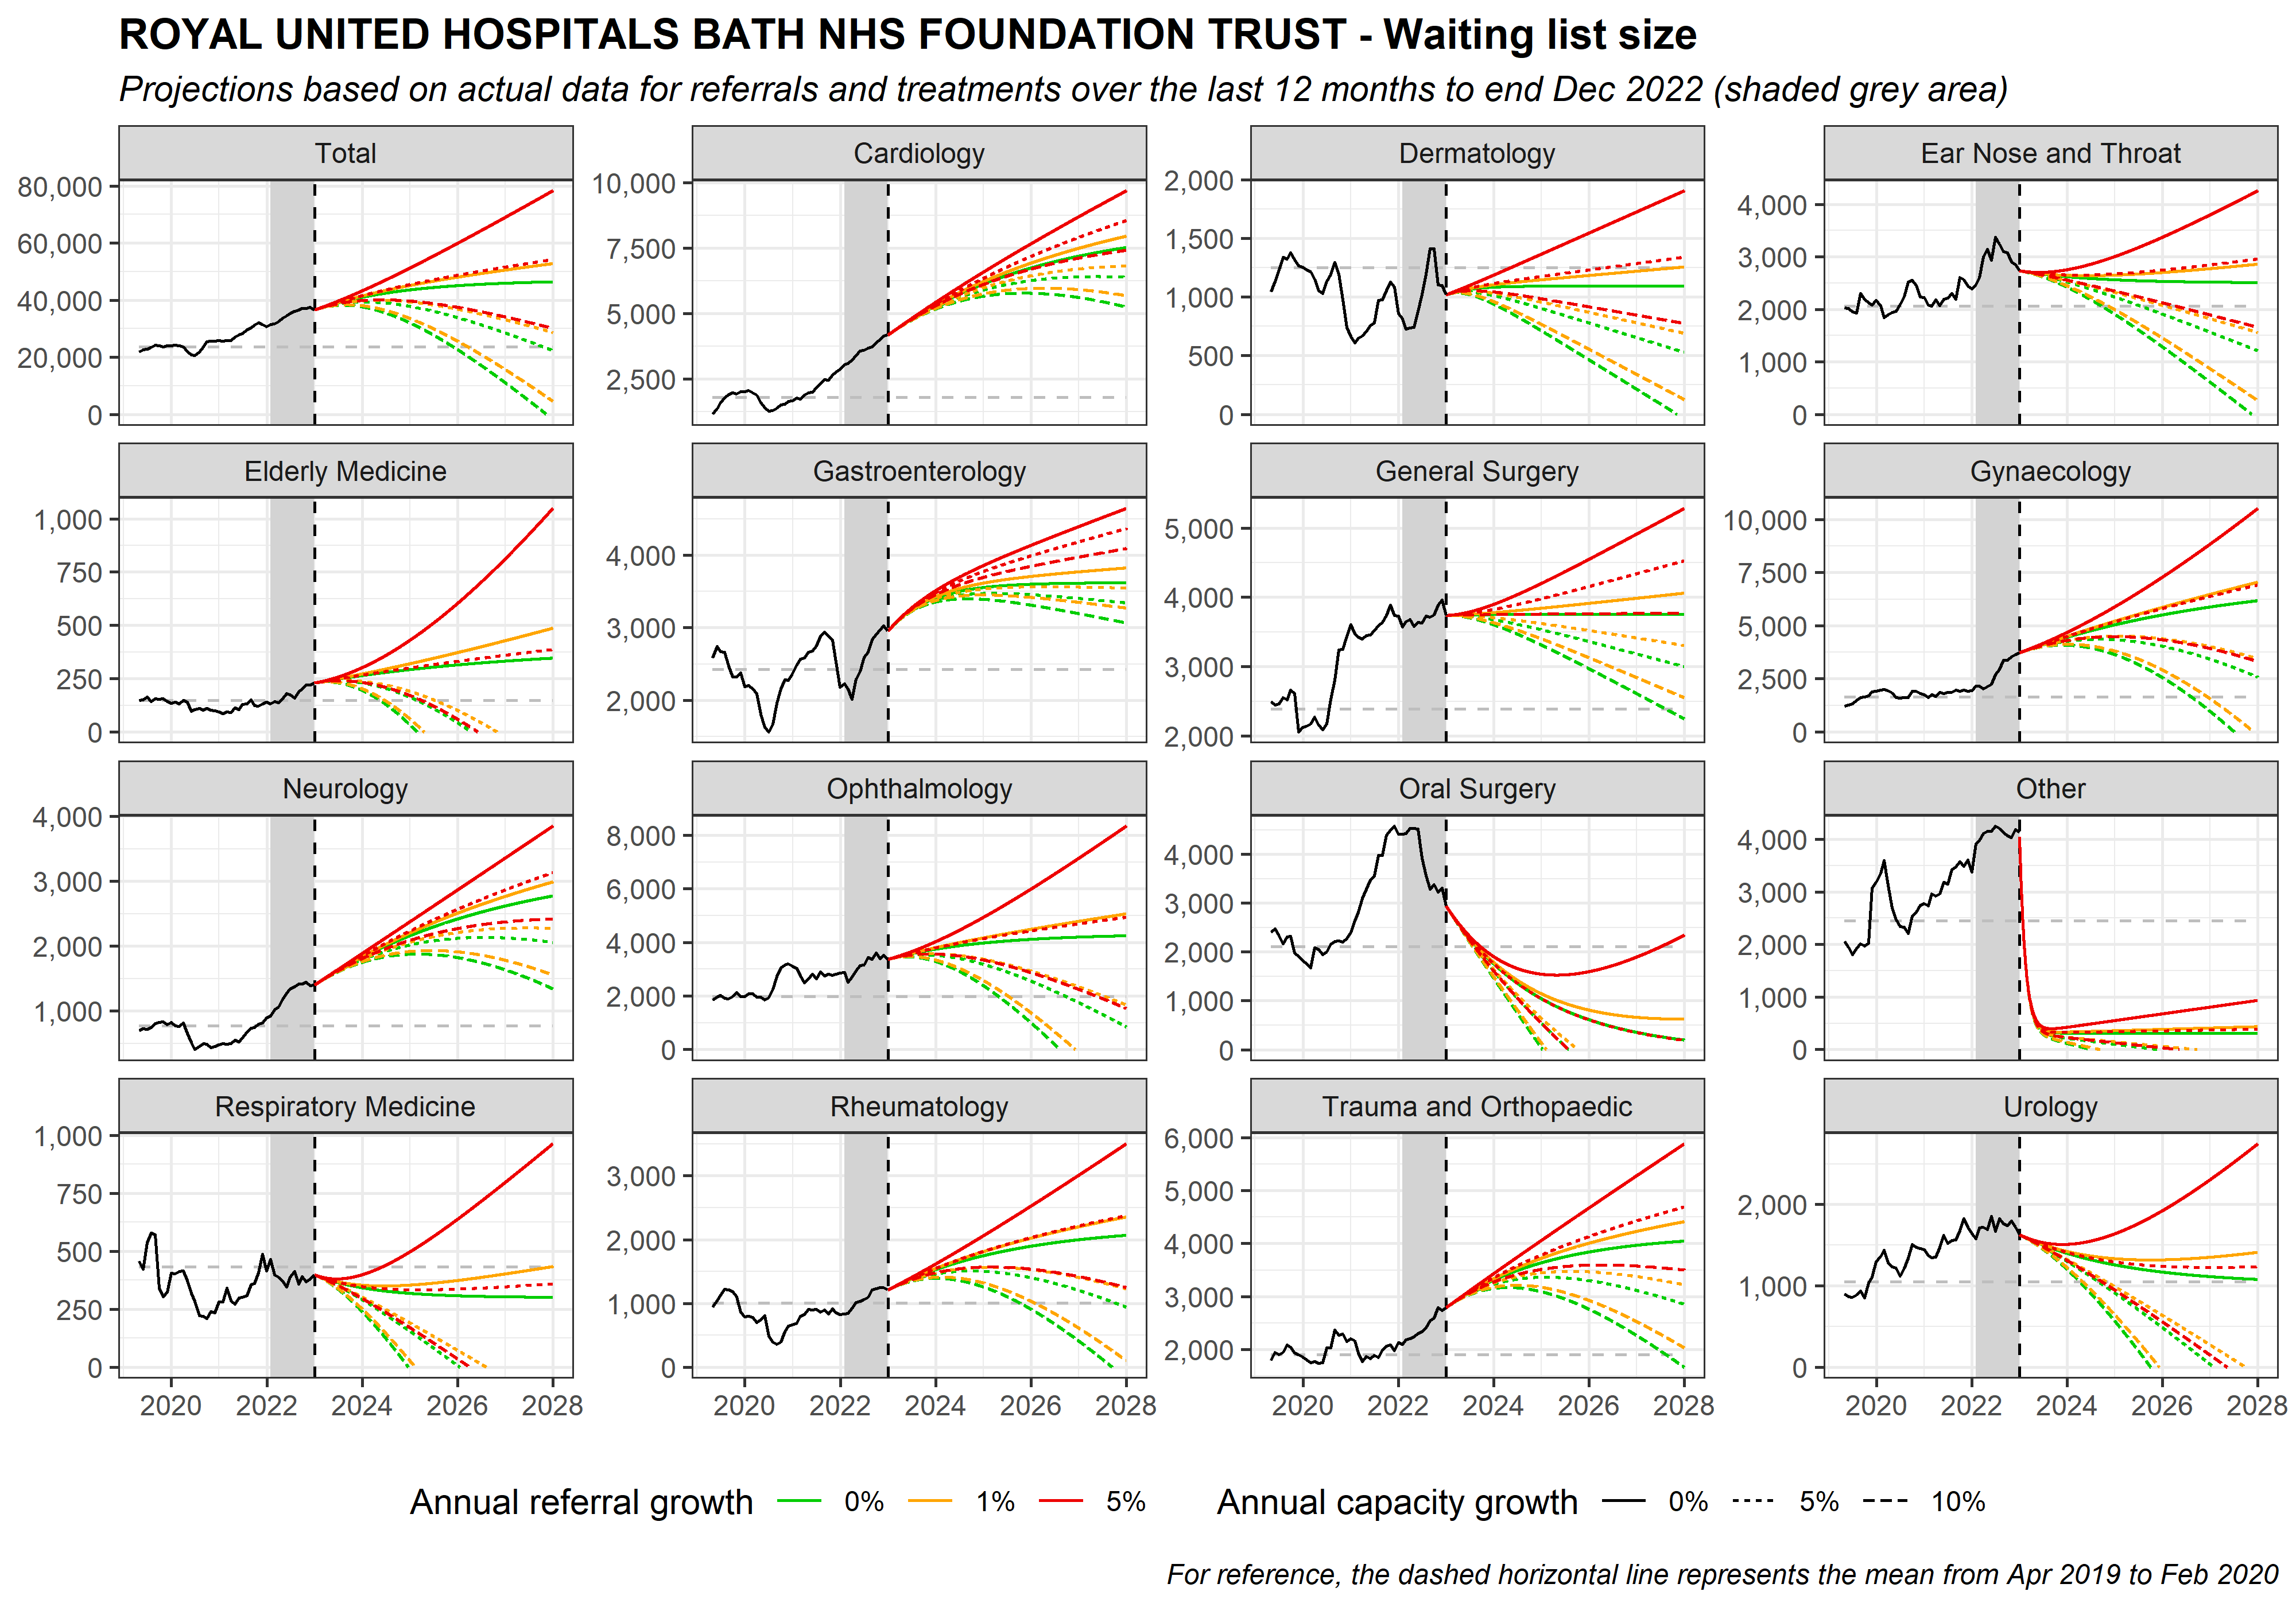 ROYAL UNITED HOSPITALS BATH NHS FOUNDATION TRUST - Waiting list size
Projections based on actual data for referrals and treatments over the last 12 months to end Dec 2022 (shaded grey area)
Total
Cardiology
Dermatology
Ear Nose and Throat
80,000
60,000
40,000
20,000
0
10,000
7,500
5,000
2,500
2,000
1,500
1,000
500
0
4,000
3,000
2,000
1,000
0
Elderly Medicine
Gastroenterology
General Surgery
Gynaecology
1,000
750
500
250
0
4,000
3,000
2,000
5,000
4,000
3,000
2,000
10,000
7,500
5,000
2,500
0
Neurology
Ophthalmology
Oral Surgery
Other
4,000
3,000
2,000
1,000
8,000
6,000
4,000
2,000
0
4,000
3,000
2,000
1,000
0
4,000
3,000
2,000
1,000
0
Respiratory Medicine
Rheumatology
Trauma and Orthopaedic
Urology
1,000
750
500
250
0
3,000
2,000
1,000
0
6,000
5,000
4,000
3,000
2,000
2,000
1,000
0
2020 2022 2024 2026 2028
2020 2022 2024 2026 2028
2020 2022 2024 2026 2028
2020 2022 2024 2026 2028
Annual referral growth 0% 1% 5%
Annual capacity growth 0% 5% 10%
For reference, the dashed horizontal line represents the mean from Apr 2019 to Feb 2020